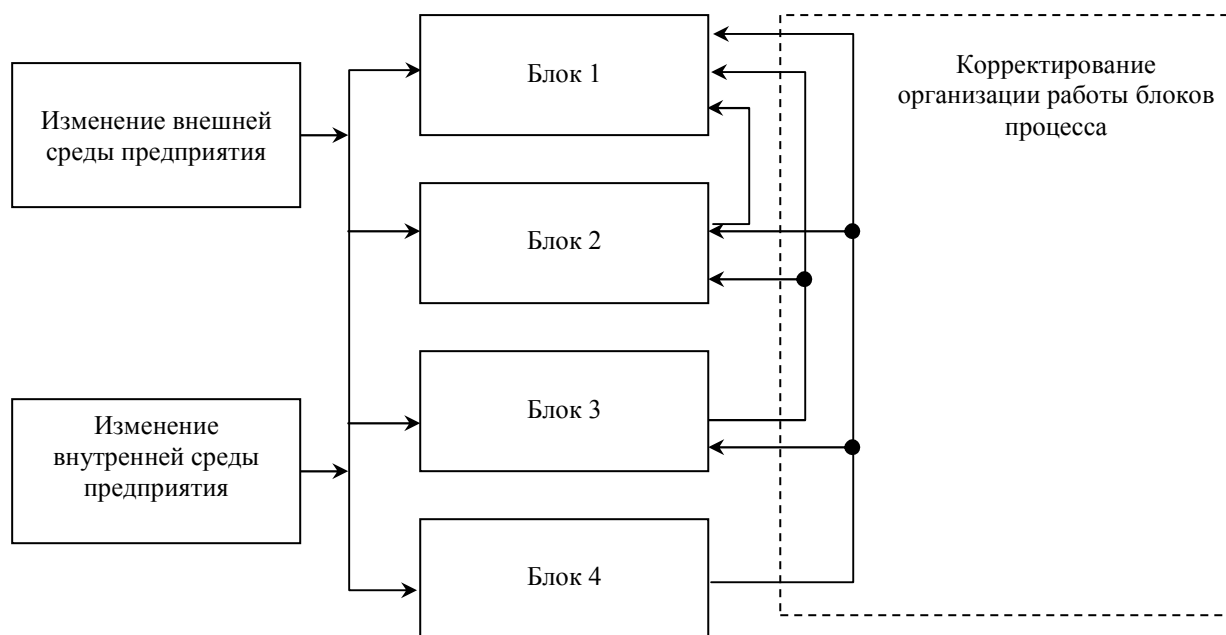 Изменение внешней
среды предприятия
Изменение
внутренней среды
предприятия
Блок 1
Блок 2
Блок 3
Блок 4
Корректирование
организации работы блоков
процесса